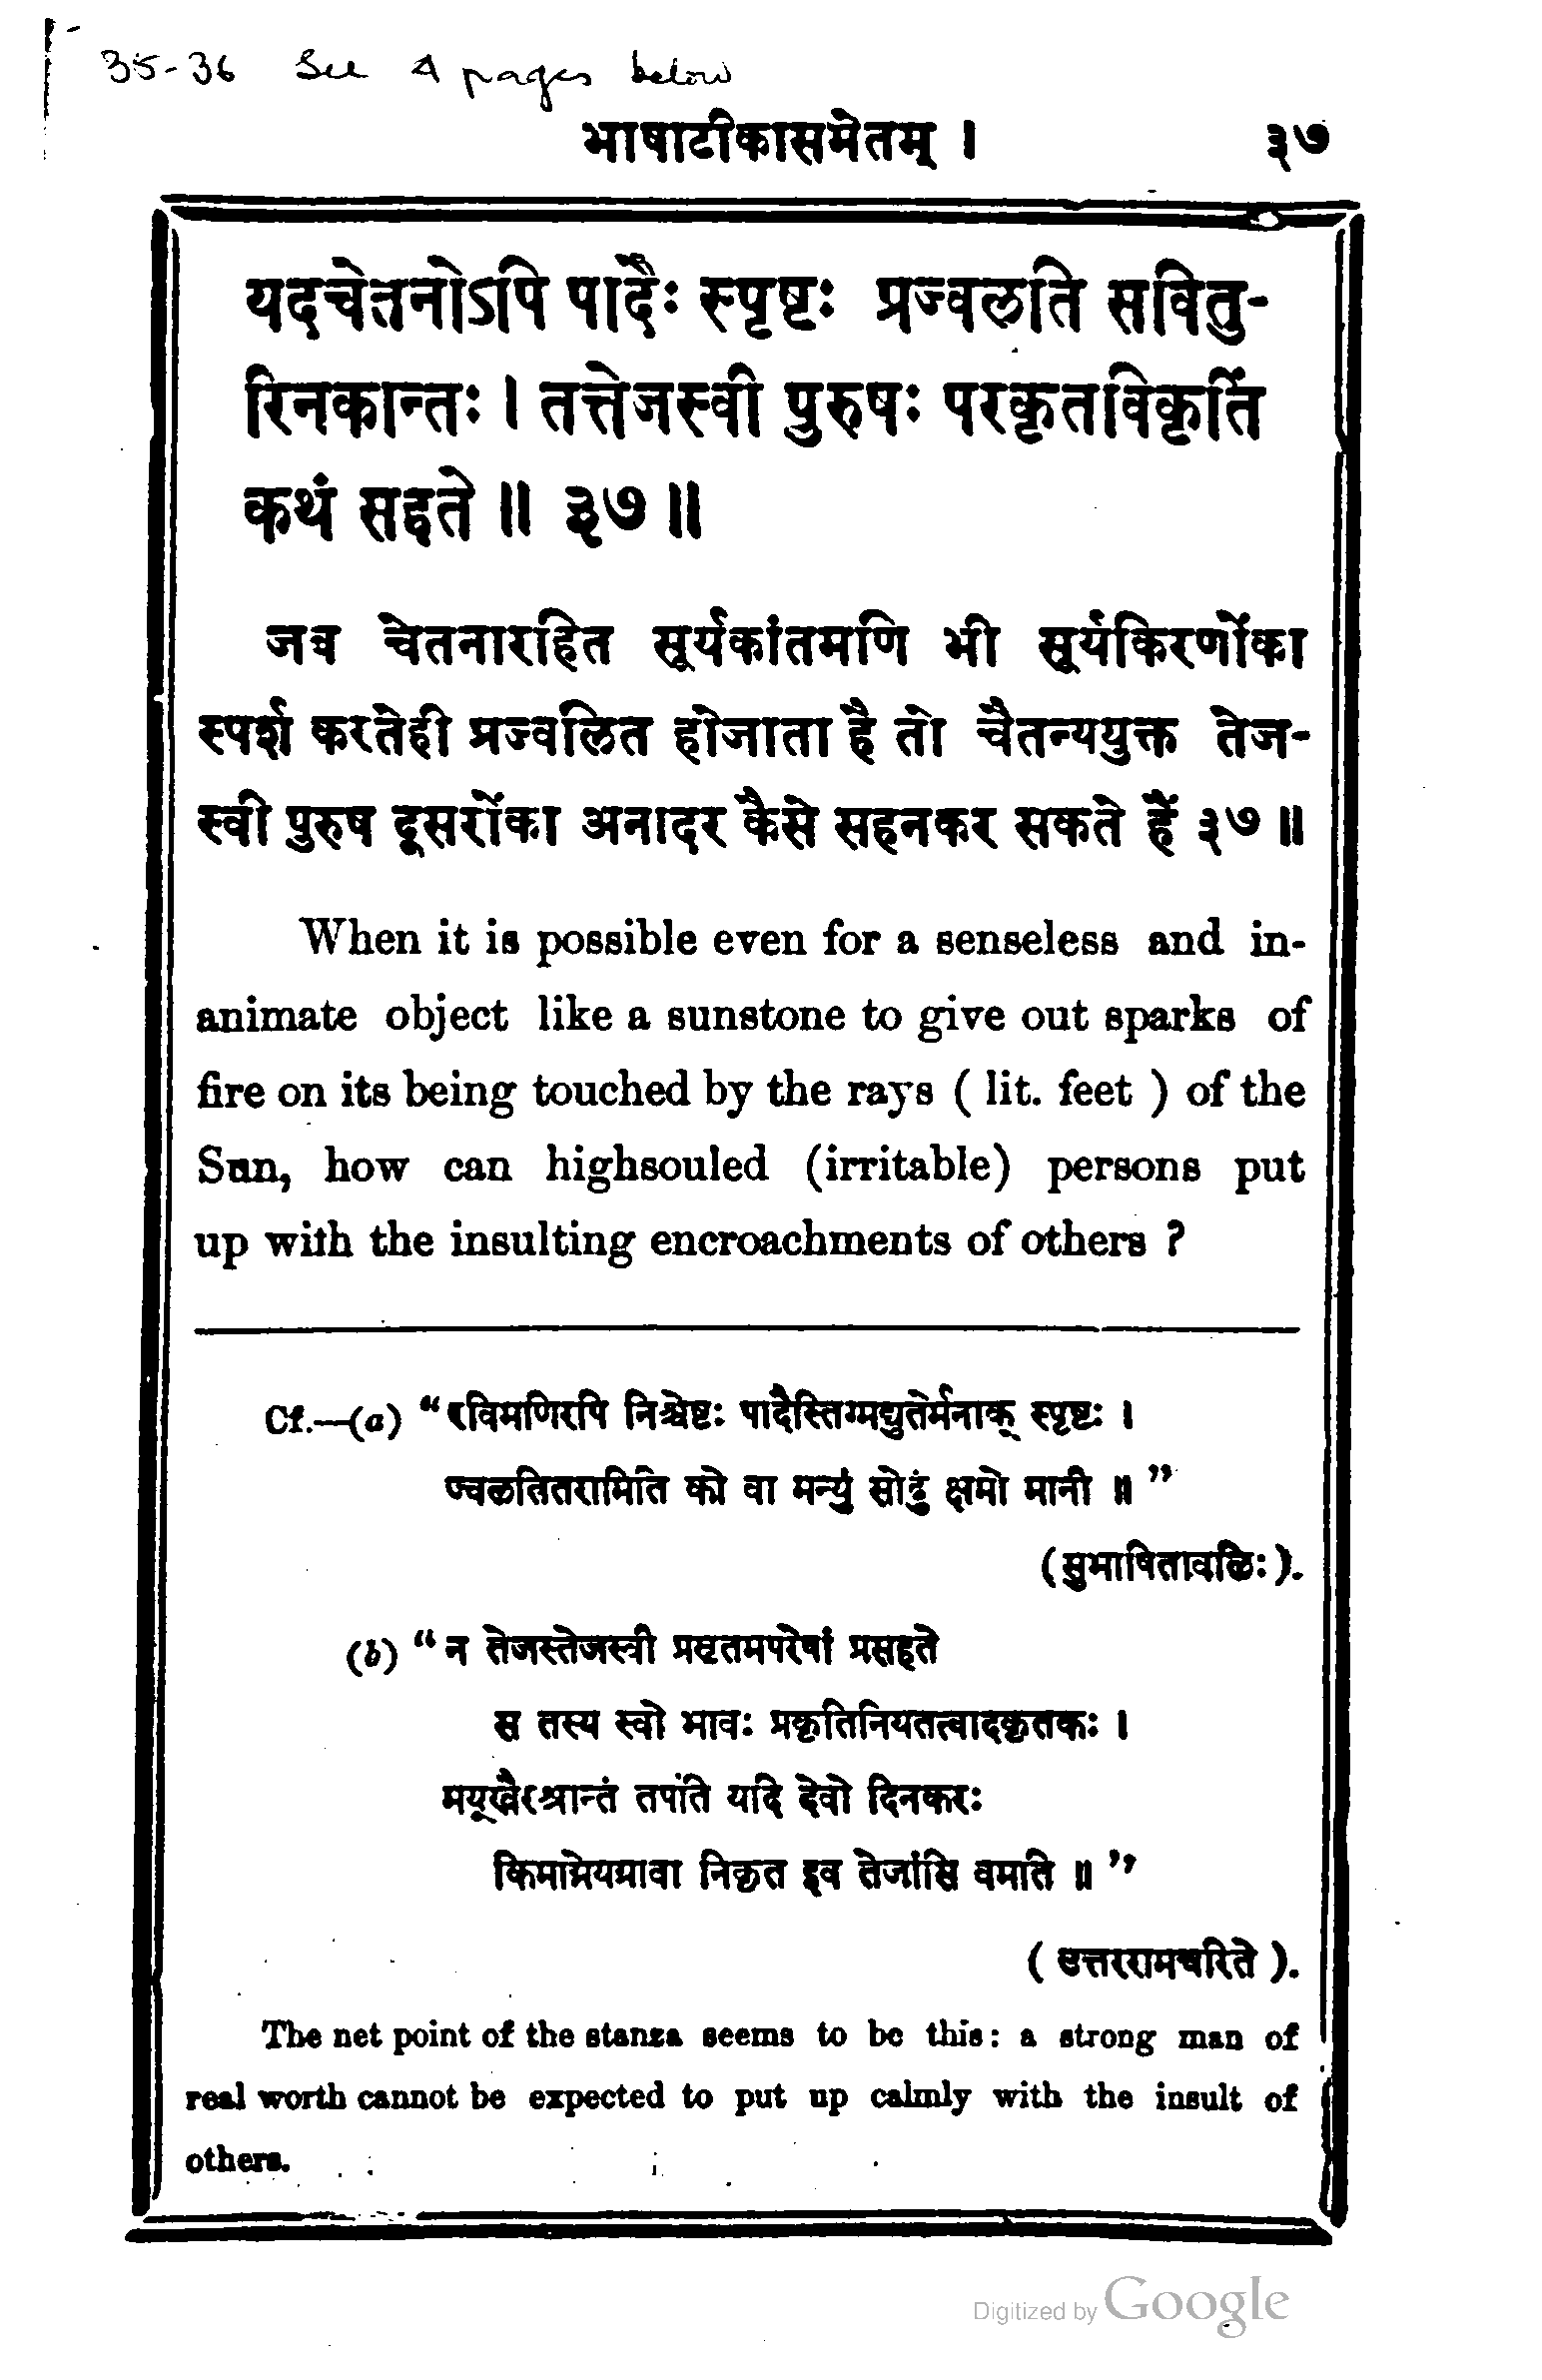 35-36 See 4 pages below
भाषाटीकासमेतम् । ३७
यदचेतनोऽपि पादैः स्पृष्टः प्रज्वलति सवितु-
रिनकान्तः । तत्तेजस्वी पुरुषः परकृतविकृतिं
कथं सहते ॥ ३७ ॥
जब चेतनारहित सूर्यकांतमणि भी सूर्यकिरणोंका
स्पर्श करतेही प्रज्वलित होजाता है तो चैतन्ययुक्त तेज-
स्वी पुरुष दूसरोंका अनादर कैसे सहनकर सकते हैं ३७ ॥
When it is possible even for a senseless and in-
animate object like a sunstone to give out sparks of
fire on its being touched by the rays ( lit. feet ) of the
Sun, how can highsouled (irritable) persons put
up with the insulting encroachments of others ?
Cf.—(a) “रविमणिरपि निश्चेष्टः पादैस्तिग्मद्युतेर्मनाक् स्पृष्टः ।
ज्वलतितरामिति को वा मन्युं सोढुं क्षमो मानी ॥ ”
(सुभाषितावलिः).
(b) “न तेजस्तेजस्वी प्रसृतमपरेषां प्रसहते
स तस्य स्वो भावः प्रकृतिनियतत्वादकृतकः ।
मयूखैरश्रान्तं तपति यदि देवो दिनकरः
किमाग्नेयग्रावा निकृत इव तेजांसि वमति ॥ ”
( उत्तररामचरिते ).
The net point of the stanza seems to be this: a strong man of
real worth cannot be expected to put up calmly with the insult of
others.
Digitized by Google